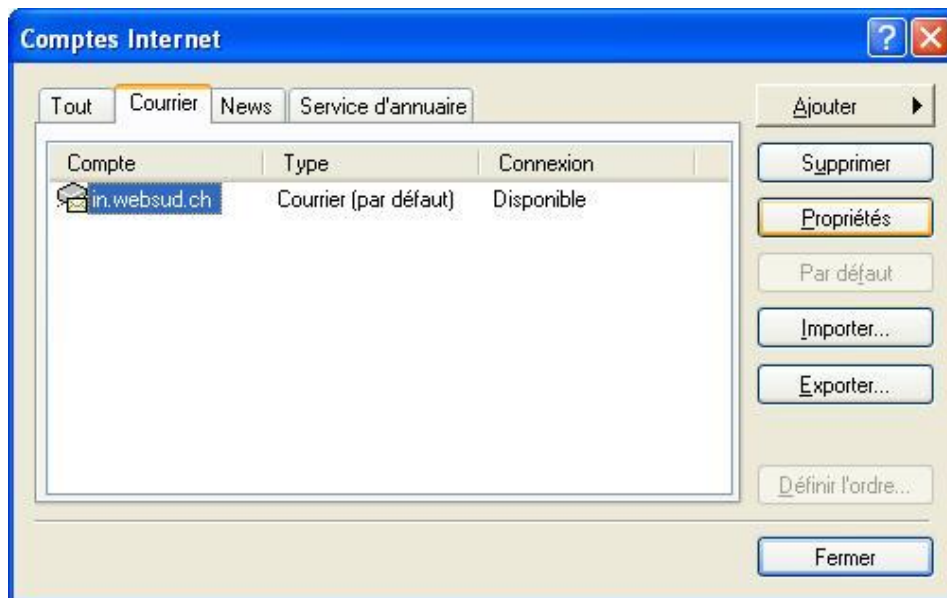 Comptes Internet
Tout Courrier News Service d'annuaire
Compte Type Connexion
in.websud.ch Courrier (par défaut) Disponible
Ajouter
Supprimer
Propriétés
Par défaut
Importer...
Exporter...
Définir l'ordre...
Fermer